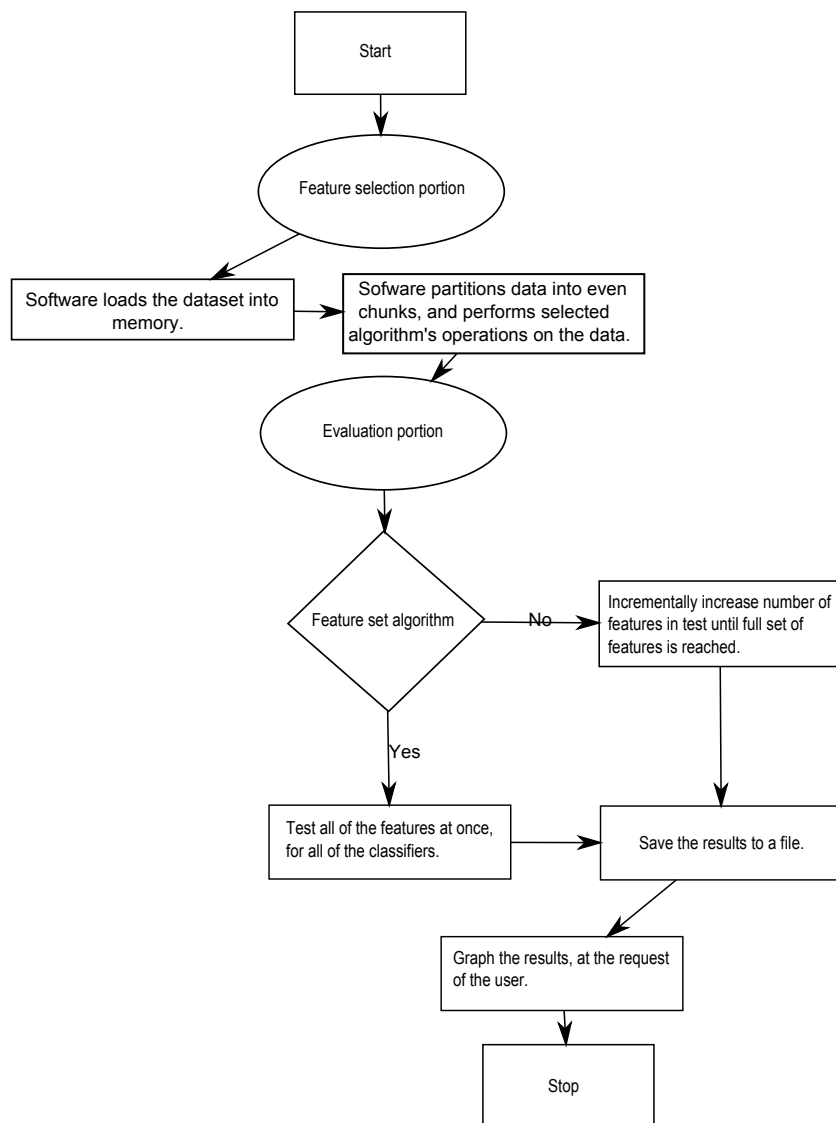 Start
Feature selection portion
Software loads the dataset into
memory.
Sofware partitions data into even
chunks, and performs selected
algorithm's operations on the data.
Evaluation portion
Feature set algorithm
No
Incrementally increase number of
features in test until full set of
features is reached.
Yes
Test all of the features at once,
for all of the classifiers.
Save the results to a file.
Graph the results, at the request
of the user.
Stop